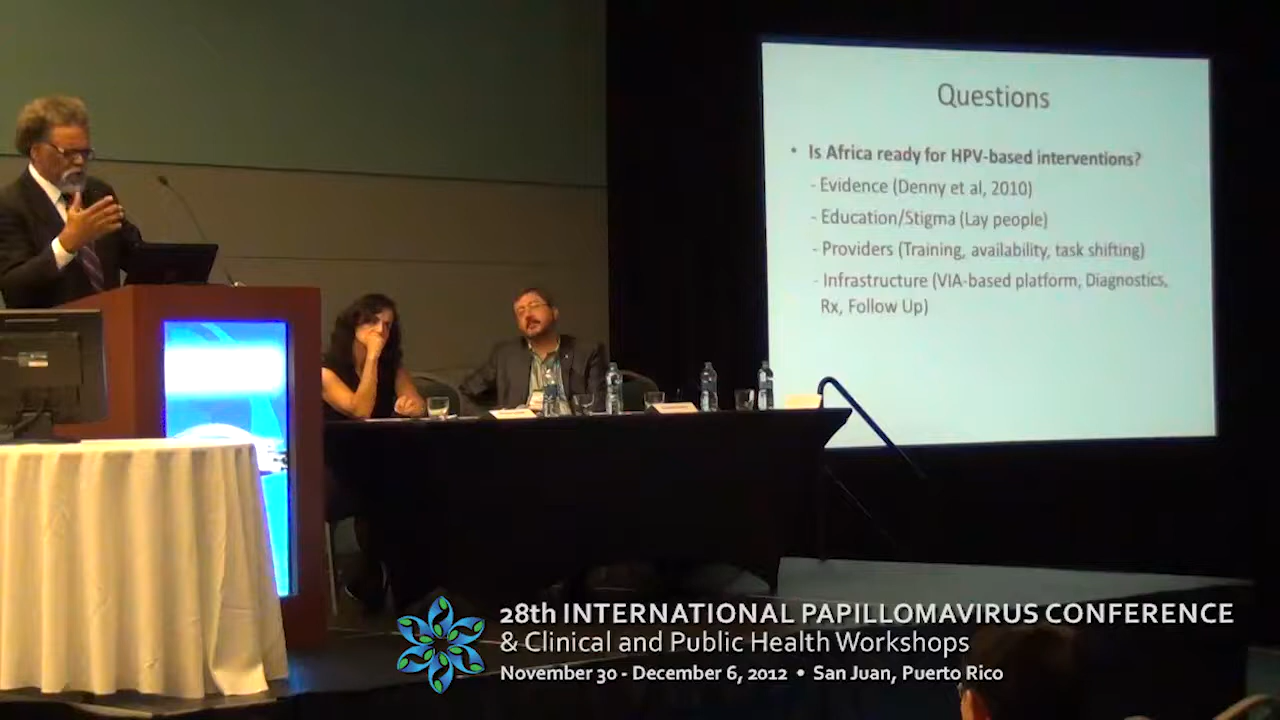 Questions
• Is Africa ready for HPV-based interventions?
- Evidence (Denny et al, 2010)
- Education/Stigma (Lay people)
- Providers (Training, availability, task shifting)
- Infrastructure (VIA-based platform, Diagnostics,
Rx, Follow Up)
28th INTERNATIONAL PAPILLOMAVIRUS CONFERENCE
& Clinical and Public Health Workshops
November 30 - December 6, 2012 • San Juan, Puerto Rico